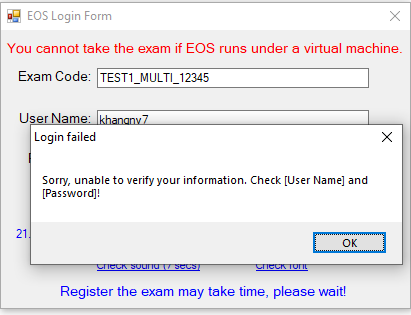 EOS Login Form
You cannot take the exam if EOS runs under a virtual machine.
Exam Code: TEST1_MULTI_12345
User Name: khangnv7
Login failed
Sorry, unable to verify your information. Check [User Name] and
[Password]!
21.
OK
Check sound (7 secs) Check font
Register the exam may take time, please wait!